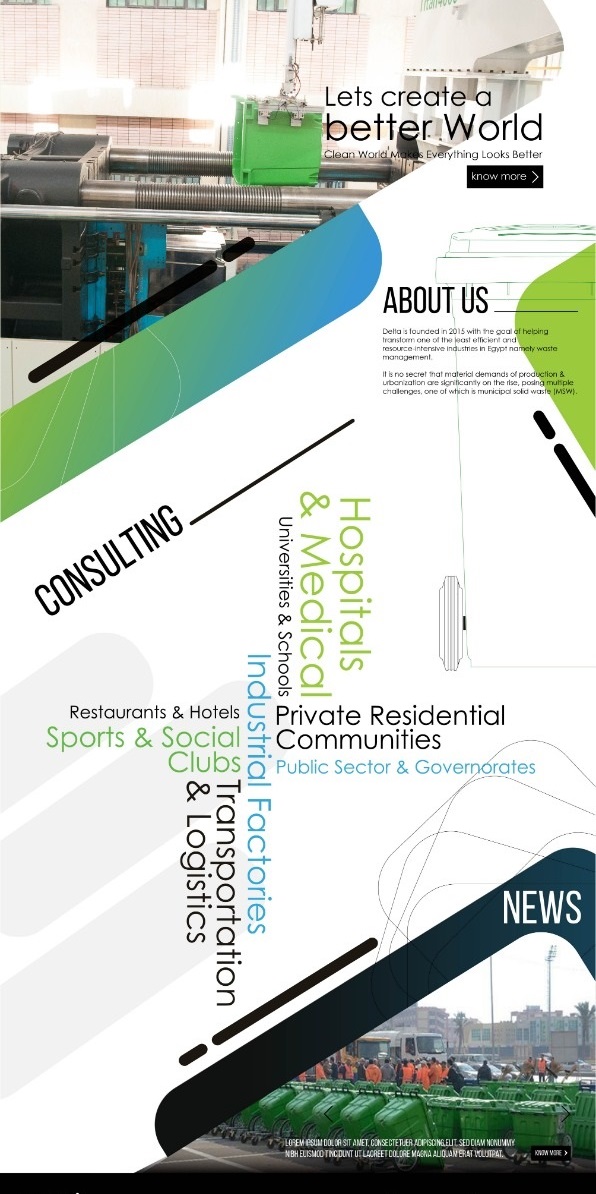 Lets create a
better World
Clean World Makes Everything Looks Better
know more
ABOUT US
Delta is founded in 2015 with the goal of helping
transform one of the least efficient and
resource-intensive industries in Egypt namely waste
management.
It is no secret that material demands of production &
urbanization are significantly on the rise, posing multiple
challenges, one of which is municipal solid waste (MSW).
CONSULTING
Hospitals
& Medical
Universities & Schools
Industrial Factories
Restaurants & Hotels
Sports & Social
Clubs
Private Residential
Communities
Public Sector & Governorates
Transportation
& Logistics
NEWS
LOREM IPSUM DOLOR SIT AMET, CONSECTETUER ADIPISCING ELIT, SED DIAM NONUMMY
NIBH EUISMOD TINCIDUNT UT LAOREET DOLORE MAGNA ALIQUAM ERAT VOLUTPAT.
KNOW MORE